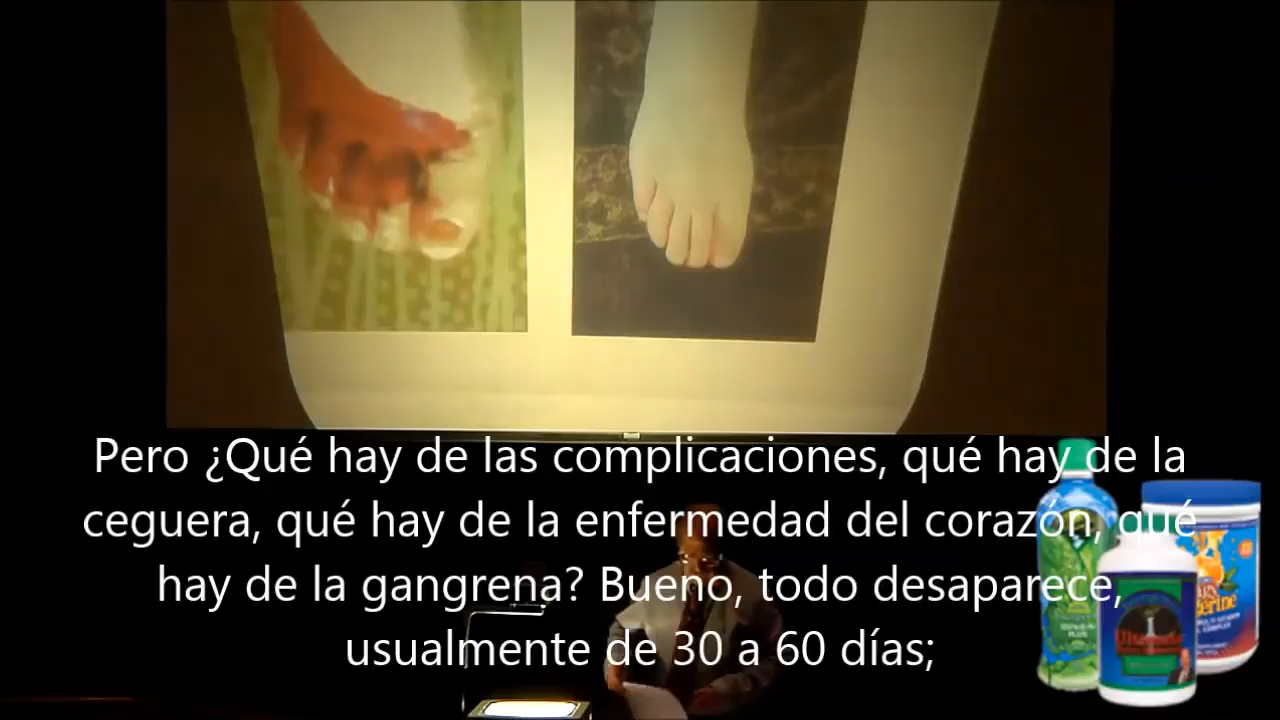 Pero ¿Qué hay de las complicaciones, qué hay de la
ceguera, qué hay de la enfermedad del corazón, qué
hay de la gangrena? Bueno, todo desaparece,
usualmente de 30 a 60 días;
Ultimate